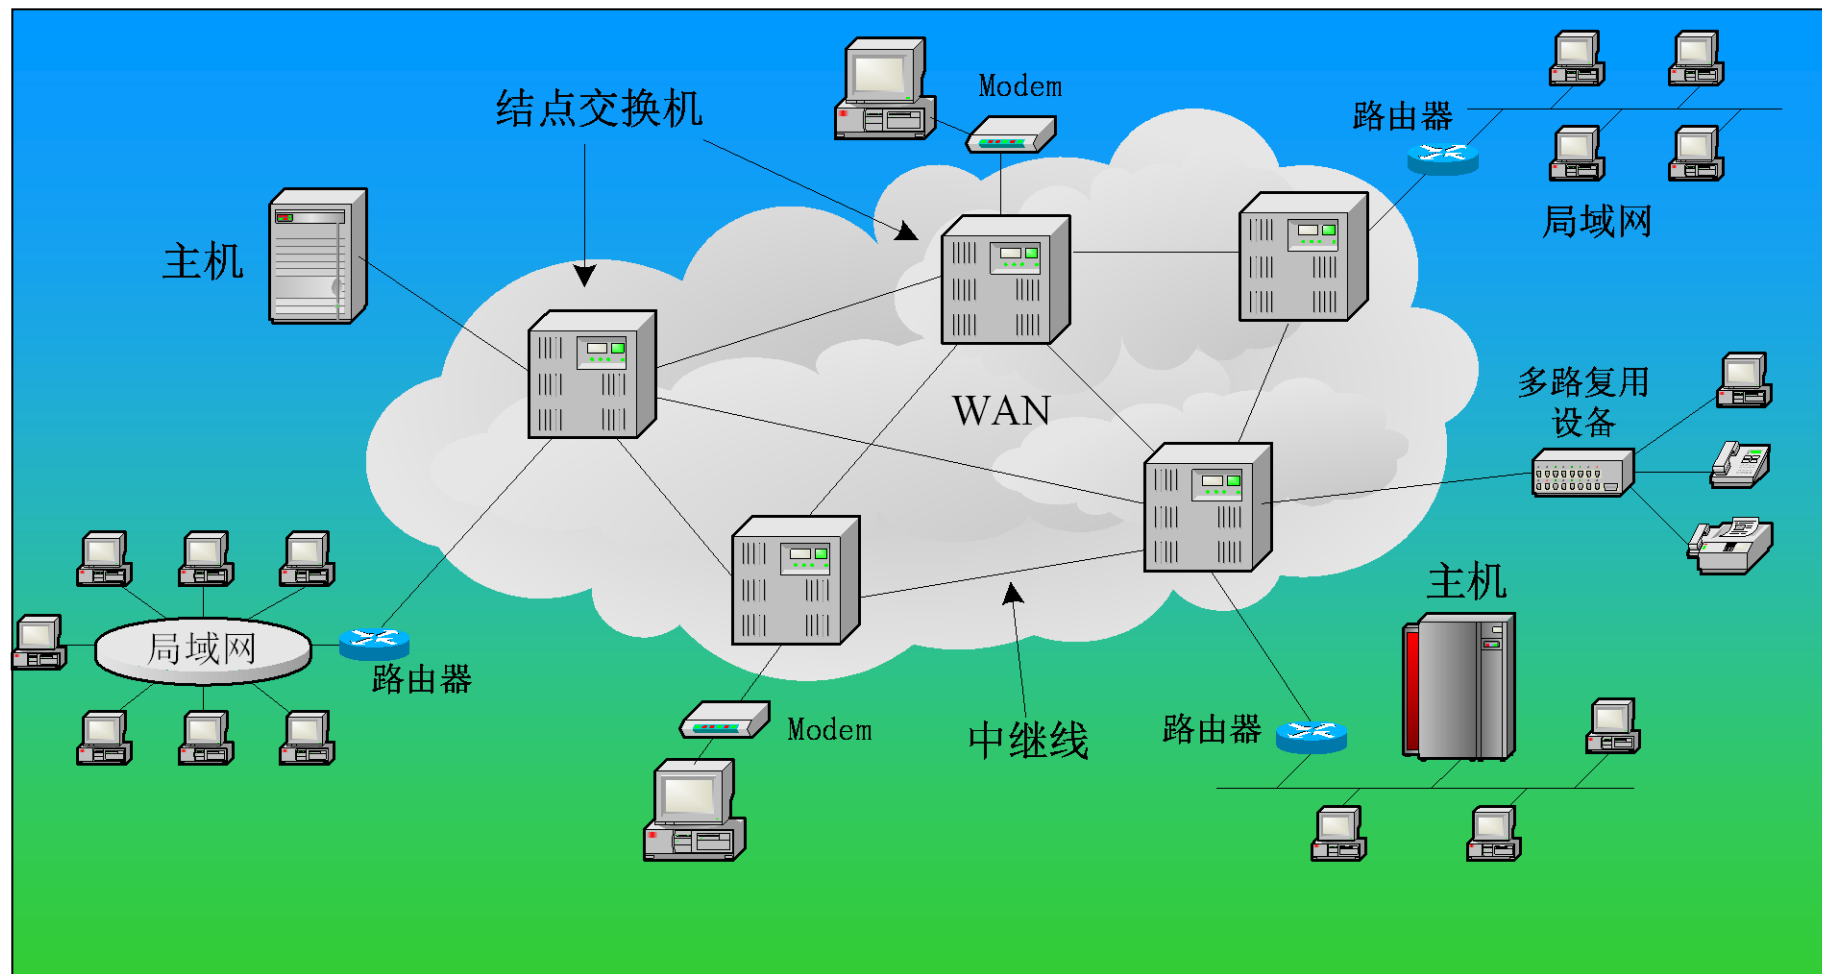 Modem
结点交换机
路由器
局域网
主机
多路复用
设备
WAN
主机
局域网
路由器
Modem
中继线
路由器